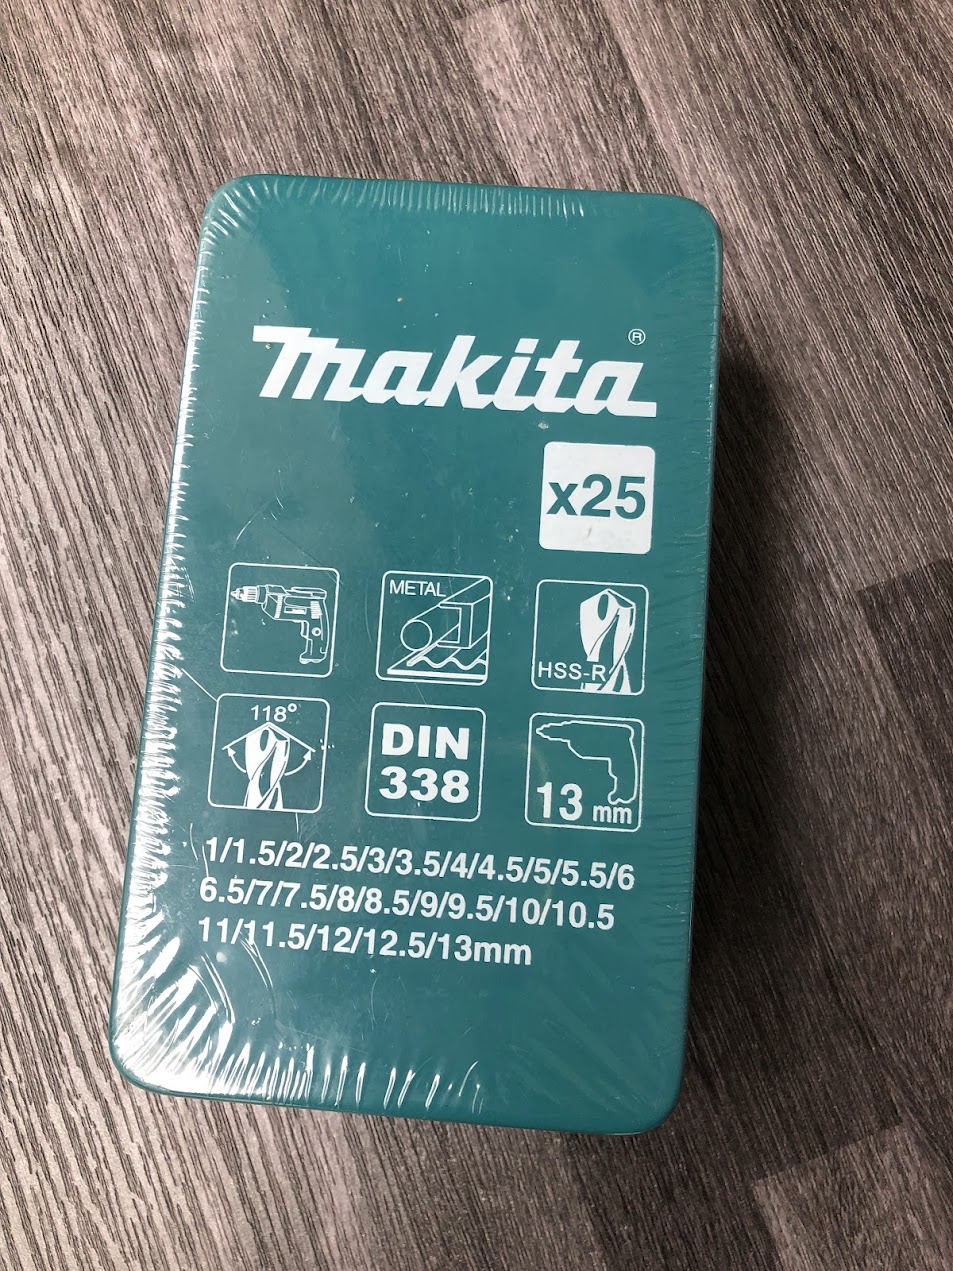 makita®
x25
METAL
HSS-R
118°
DIN
338
13 mm
1/1.5/2/2.5/3/3.5/4/4.5/5/5.5/6
6.5/7/7.5/8/8.5/9/9.5/10/10.5
11/11.5/12/12.5/13mm